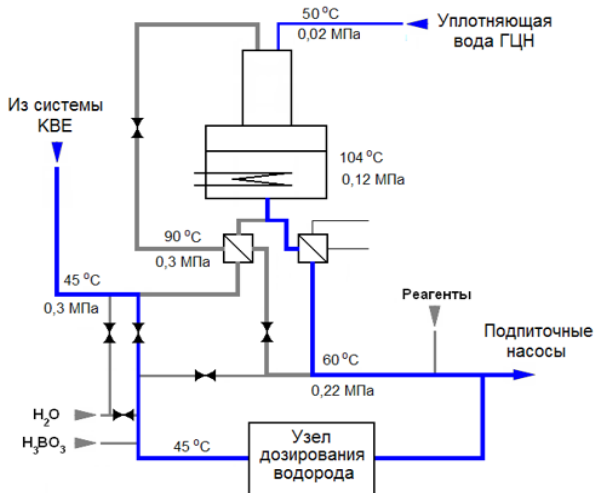 50 °C
0,02 МПа
Уплотняющая
вода ГЦН
Из системы
KBE
104 °C
0,12 МПа
90 °C
0,3 МПа
45 °C
0,3 МПа
Реагенты
Подпиточные
насосы
60 °C
0,22 МПа
H₂O
H₃BO₃
45 °C
Узел
дозирования
водорода